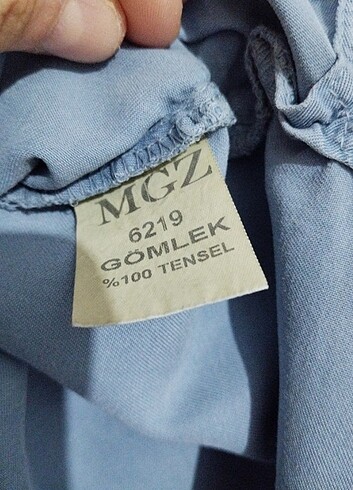 MGZ
6219
GÖMLEK
%100 TENSEL